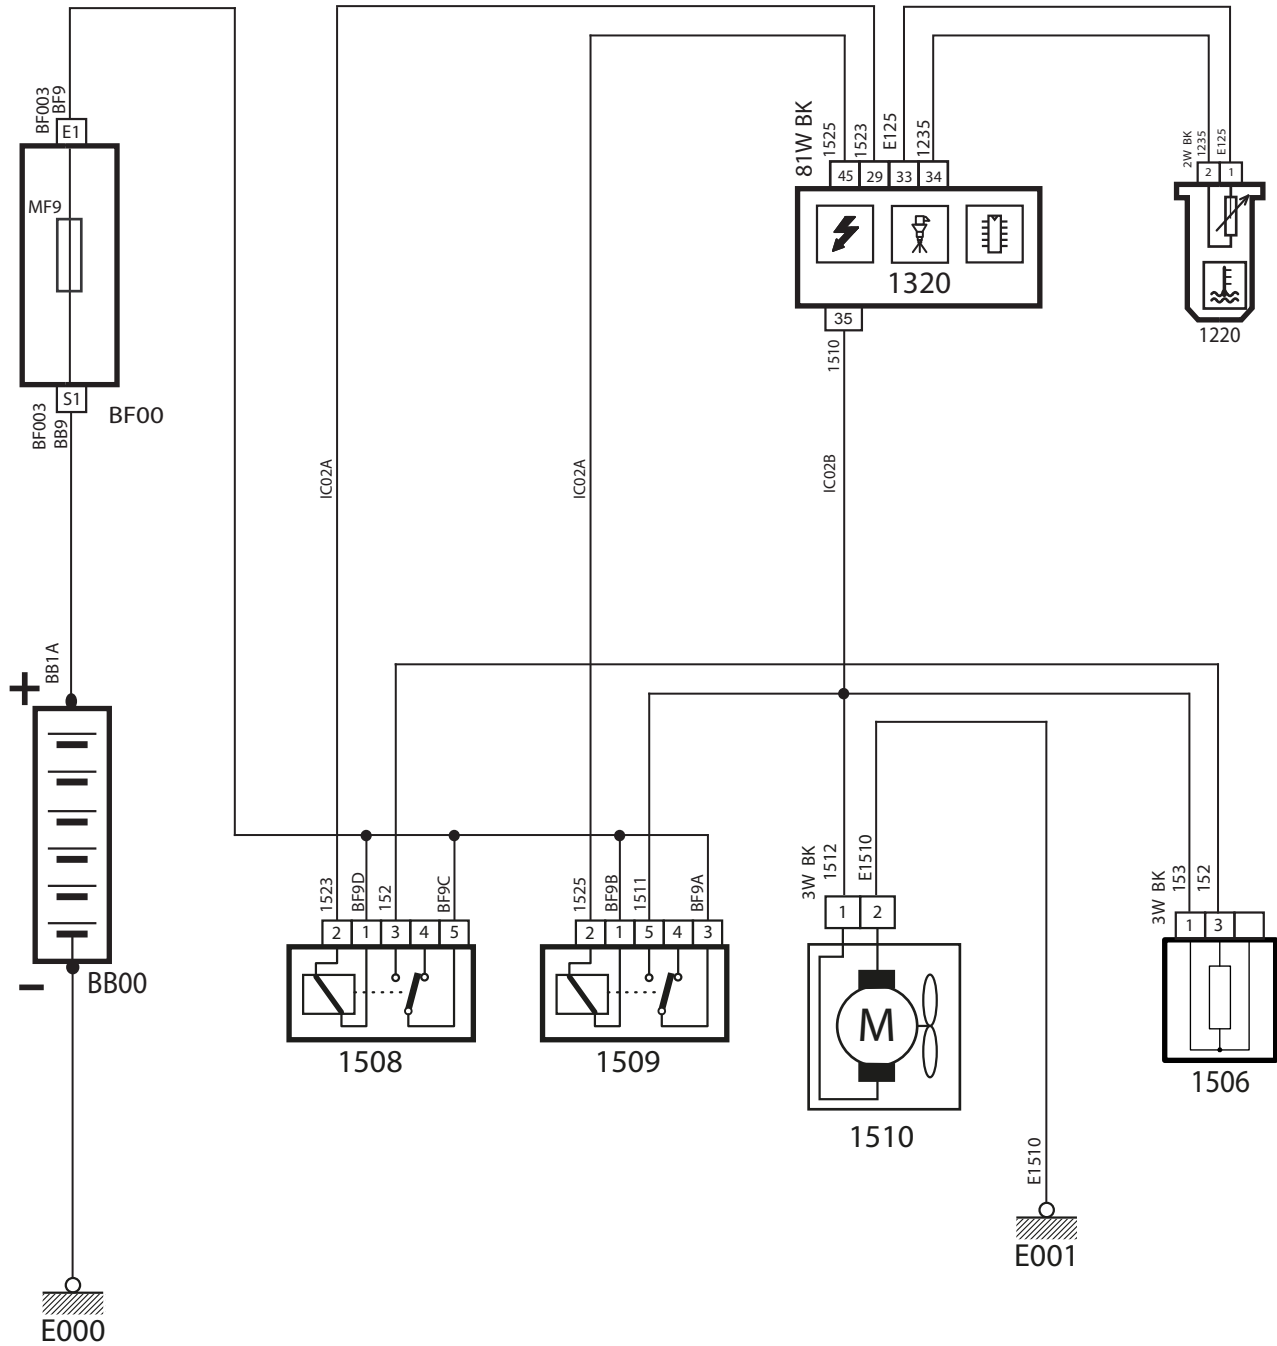 BF003
BF9
E1
MF9
S1
BF003
BB9
BF00
BB1A
+
BB00
−
E000
IC02A
IC02A
IC02B
81W BK
1525
1523
E125
1235
45
29
33
34
1320
35
1510
2W BK
1235
E125
2
1
1220
1523
BF9D
152
BF9C
2
1
3
4
5
1508
1525
BF9B
1511
BF9A
2
1
5
4
3
1509
3W BK
1512
E1510
1
2
M
1510
E1510
E001
3W BK
153
152
1
3
1506